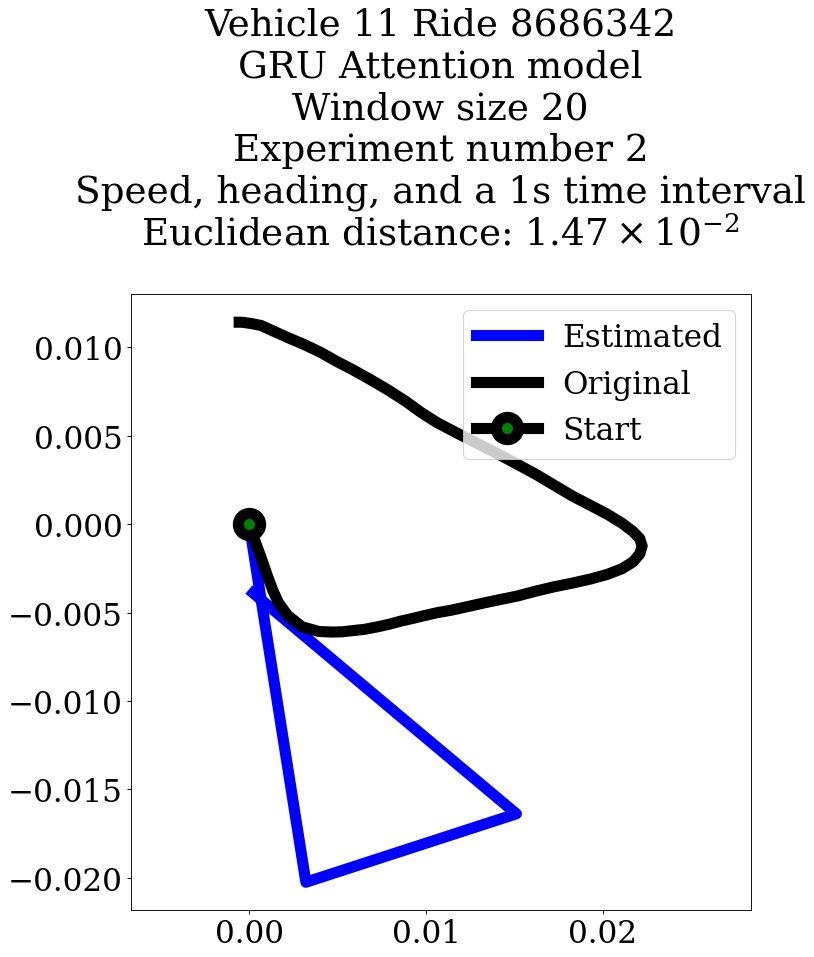 Vehicle 11 Ride 8686342
GRU Attention model
Window size 20
Experiment number 2
Speed, heading, and a 1s time interval
Euclidean distance: 1.47 × 10⁻²
Estimated
Original
Start
0.010
0.005
0.000
−0.005
−0.010
−0.015
−0.020
0.00 0.01 0.02